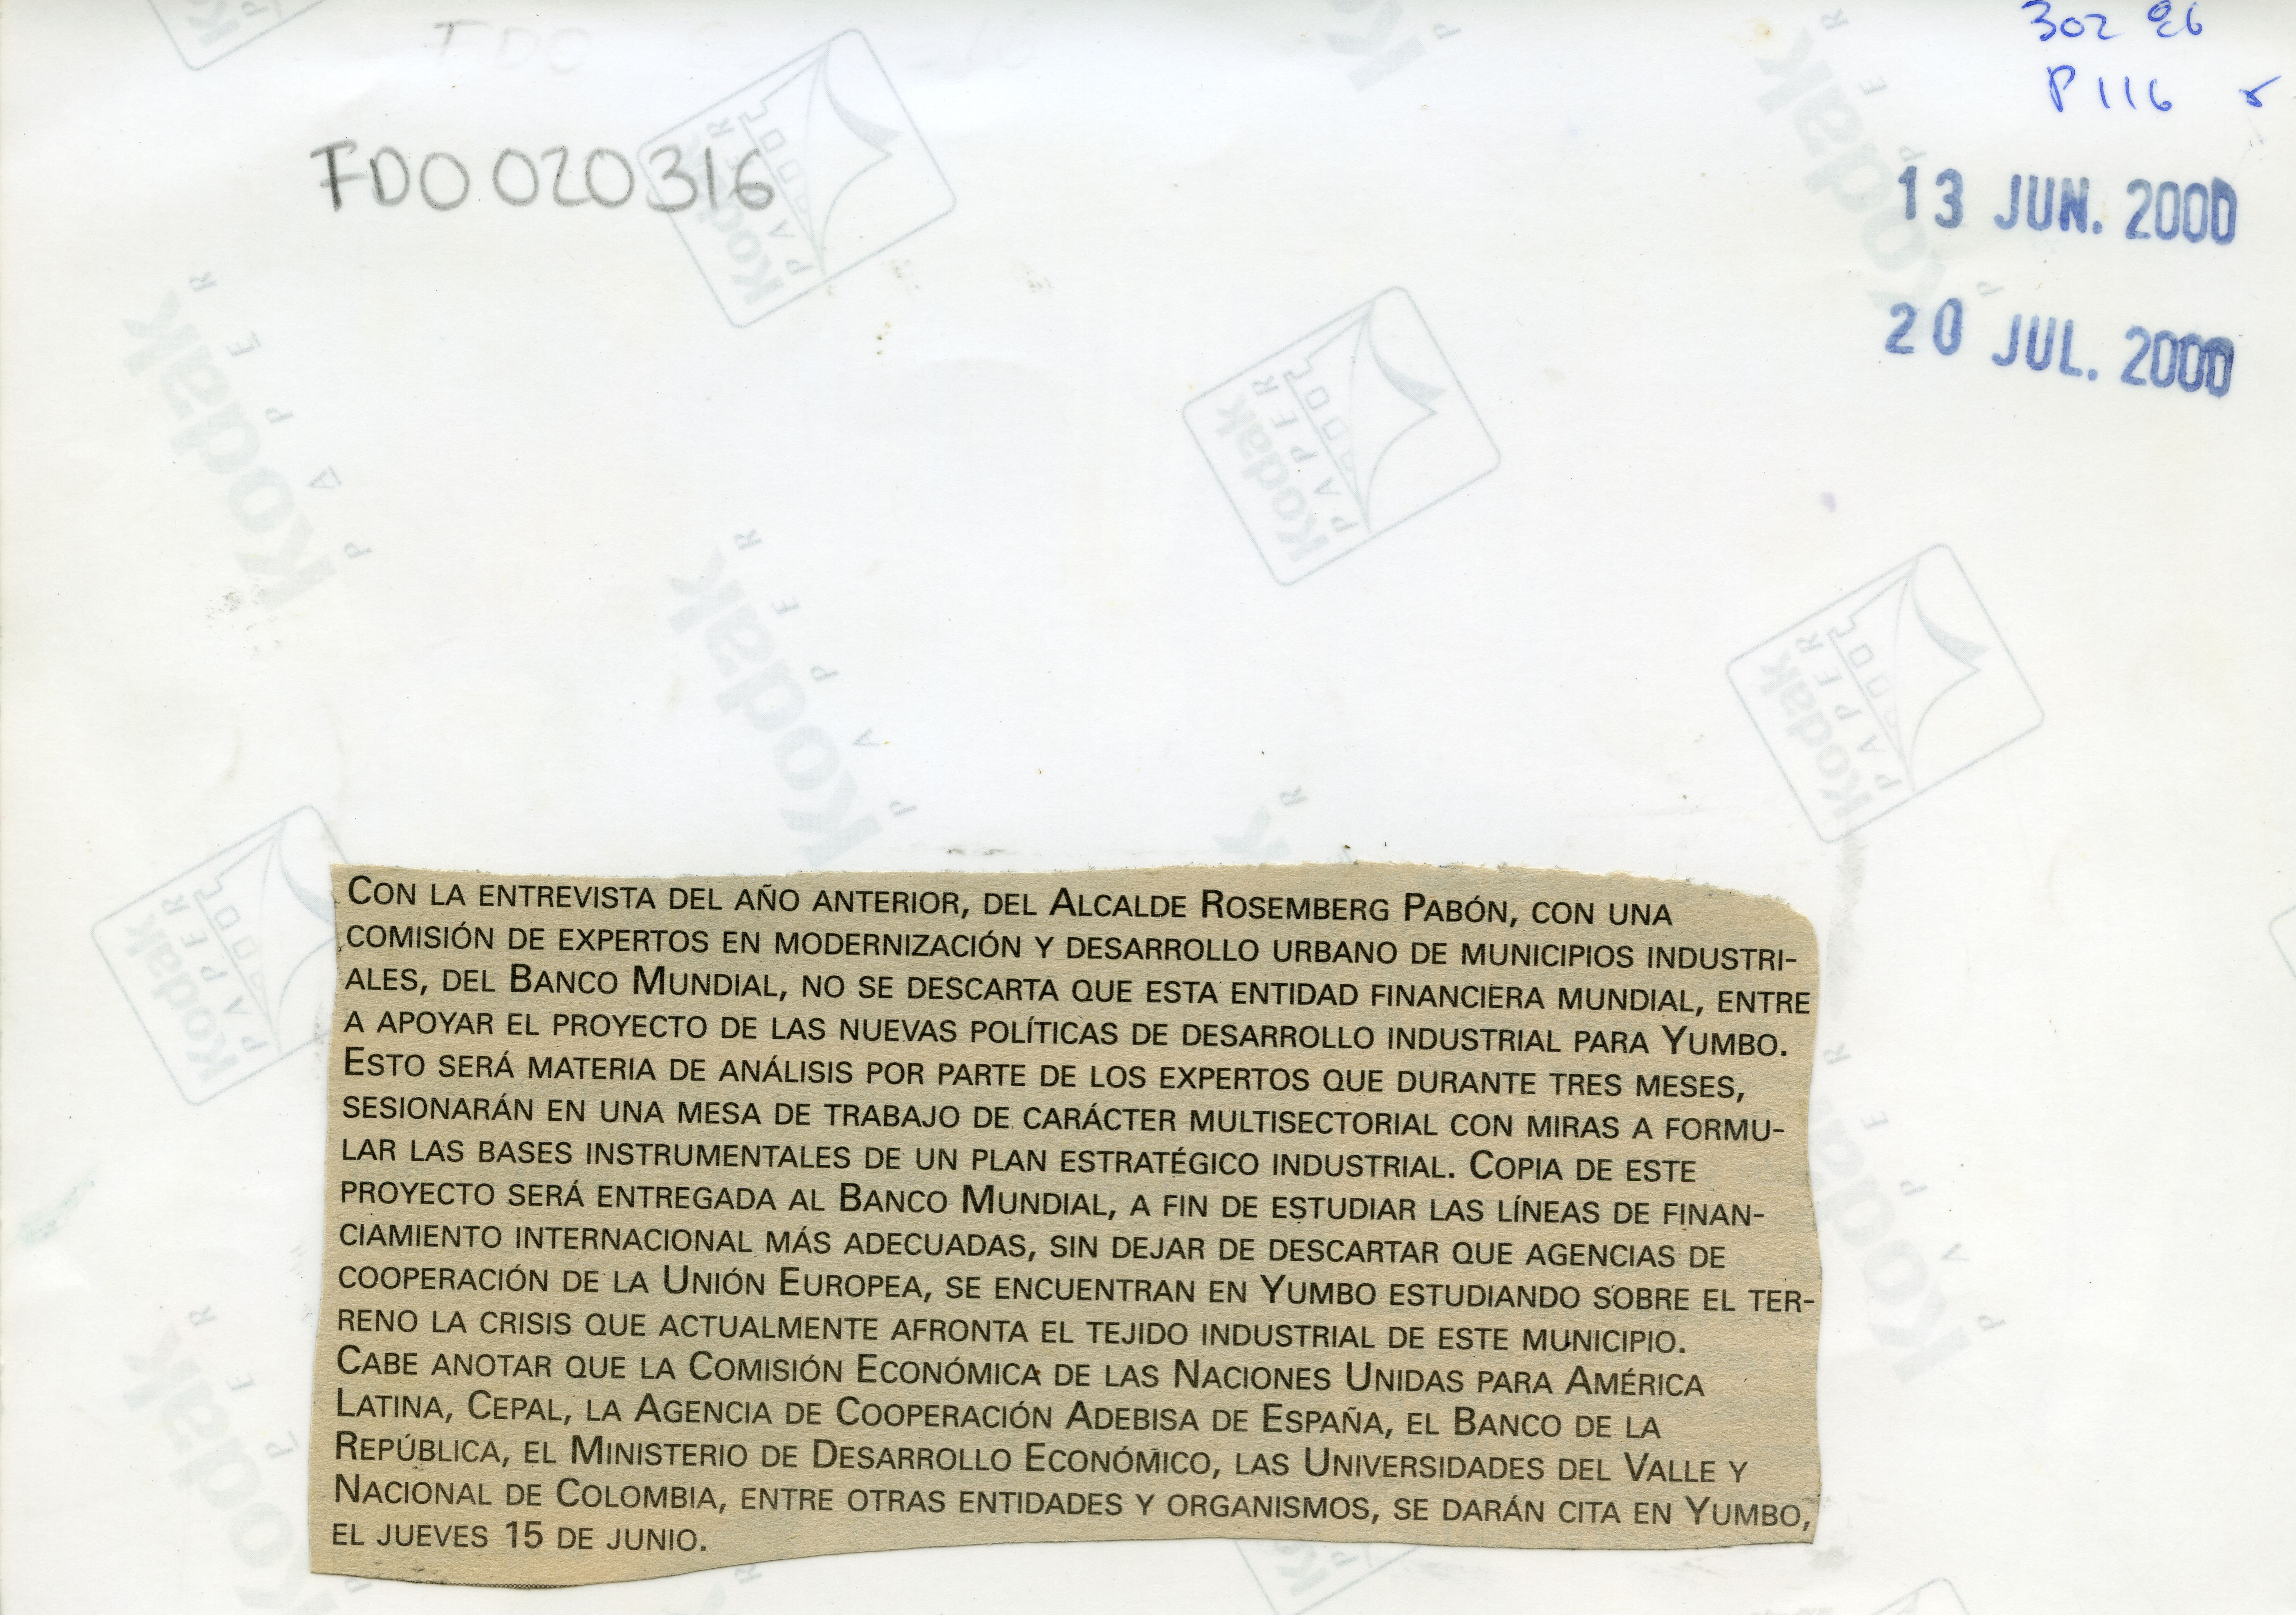 P 116
FDO 020316
13 JUN. 2000
20 JUL. 2000
CON LA ENTREVISTA DEL AÑO ANTERIOR, DEL ALCALDE ROSEMBERG PABÓN, CON UNA
COMISIÓN DE EXPERTOS EN MODERNIZACIÓN Y DESARROLLO URBANO DE MUNICIPIOS INDUSTRI-
ALES, DEL BANCO MUNDIAL, NO SE DESCARTA QUE ESTA ENTIDAD FINANCIERA MUNDIAL, ENTRE
A APOYAR EL PROYECTO DE LAS NUEVAS POLÍTICAS DE DESARROLLO INDUSTRIAL PARA YUMBO.
ESTO SERÁ MATERIA DE ANÁLISIS POR PARTE DE LOS EXPERTOS QUE DURANTE TRES MESES,
SESIONARÁN EN UNA MESA DE TRABAJO DE CARÁCTER MULTISECTORIAL CON MIRAS A FORMU-
LAR LAS BASES INSTRUMENTALES DE UN PLAN ESTRATÉGICO INDUSTRIAL. COPIA DE ESTE
PROYECTO SERÁ ENTREGADA AL BANCO MUNDIAL, A FIN DE ESTUDIAR LAS LÍNEAS DE FINAN-
CIAMIENTO INTERNACIONAL MÁS ADECUADAS, SIN DEJAR DE DESCARTAR QUE AGENCIAS DE
COOPERACIÓN DE LA UNIÓN EUROPEA, SE ENCUENTRAN EN YUMBO ESTUDIANDO SOBRE EL TER-
RENO LA CRISIS QUE ACTUALMENTE AFRONTA EL TEJIDO INDUSTRIAL DE ESTE MUNICIPIO.
CABE ANOTAR QUE LA COMISIÓN ECONÓMICA DE LAS NACIONES UNIDAS PARA AMÉRICA
LATINA, CEPAL, LA AGENCIA DE COOPERACIÓN ADEBISA DE ESPAÑA, EL BANCO DE LA
REPÚBLICA, EL MINISTERIO DE DESARROLLO ECONÓMICO, LAS UNIVERSIDADES DEL VALLE Y
NACIONAL DE COLOMBIA, ENTRE OTRAS ENTIDADES Y ORGANISMOS, SE DARÁN CITA EN YUMBO,
EL JUEVES 15 DE JUNIO.
Kodak
PAPER